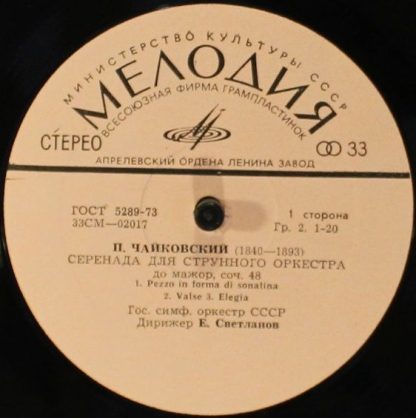 МИНИСТЕРСТВО КУЛЬТУРЫ СССР
МЕЛОДИЯ
ВСЕСОЮЗНАЯ ФИРМА ГРАМПЛАСТИНОК
СТЕРЕО
33
АПРЕЛЕВСКИЙ ОРДЕНА ЛЕНИНА ЗАВОД
ГОСТ 5289-73
33СМ—02017
1 сторона
Гр. 2. 1-20
П. ЧАЙКОВСКИЙ (1840—1893)
СЕРЕНАДА ДЛЯ СТРУННОГО ОРКЕСТРА
до мажор, соч. 48
1. Pezzo in forma di sonatina
2. Valse 3. Elegia
Гос. симф. оркестр СССР
Дирижер Е. Светланов